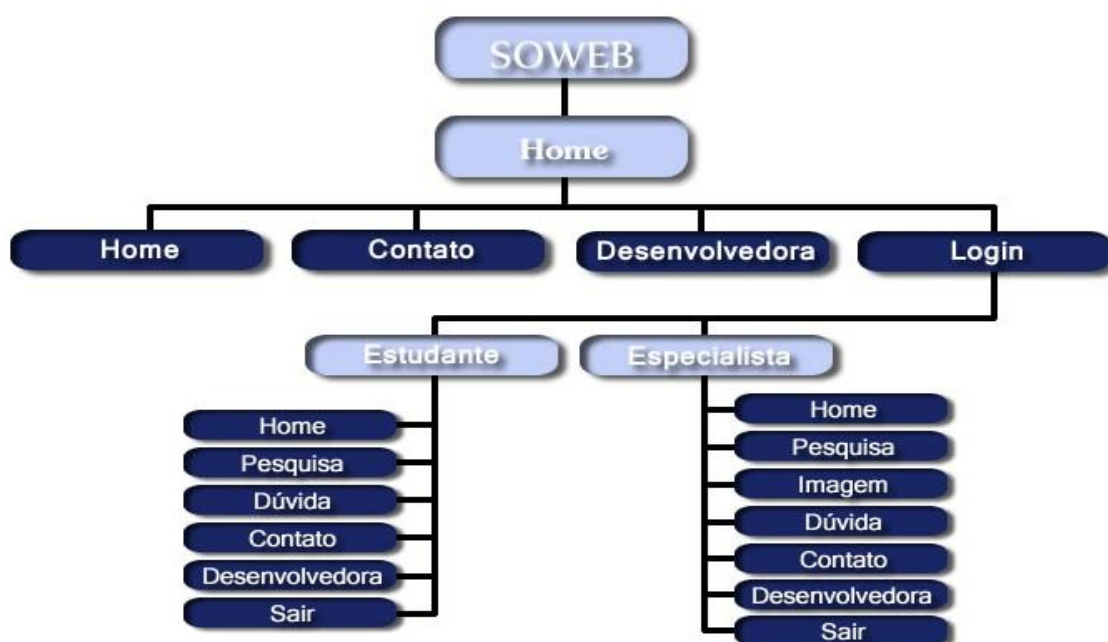 SOWEB
Home
Home
Contato
Desenvolvedora
Login
Estudante
Especialista
Home
Pesquisa
Dúvida
Contato
Desenvolvedora
Sair
Home
Pesquisa
Imagem
Dúvida
Contato
Desenvolvedora
Sair